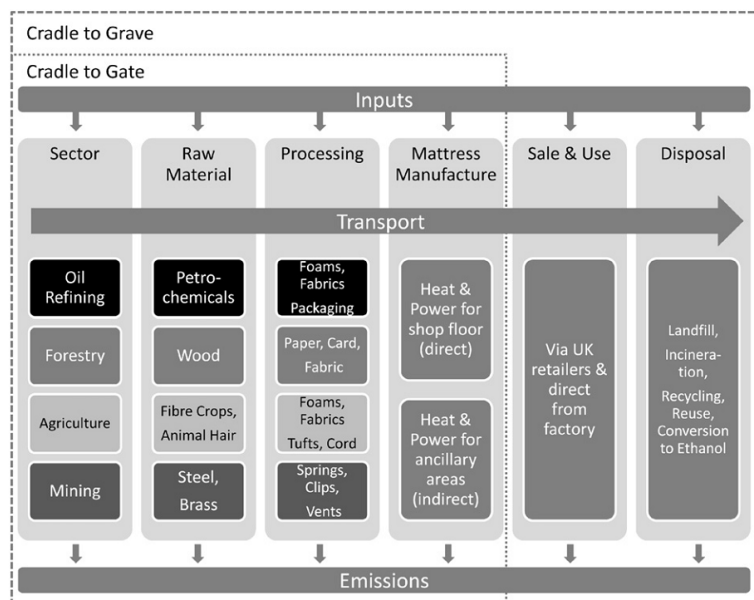 Cradle to Grave
Cradle to Gate
Inputs
Sector
Raw
Material
Processing
Mattress
Manufacture
Sale & Use
Disposal
Transport
Oil
Refining
Petro-
chemicals
Foams,
Fabrics
Packaging
Heat &
Power for
shop floor
(direct)
Forestry
Wood
Paper, Card,
Fabric
Via UK
retailers &
direct
from
factory
Landfill,
Incinera-
tion,
Recycling,
Reuse,
Conversion
to Ethanol
Agriculture
Fibre Crops,
Animal Hair
Foams,
Fabrics
Tufts, Cord
Heat &
Power for
ancillary
areas
(indirect)
Mining
Steel,
Brass
Springs,
Clips,
Vents
Emissions